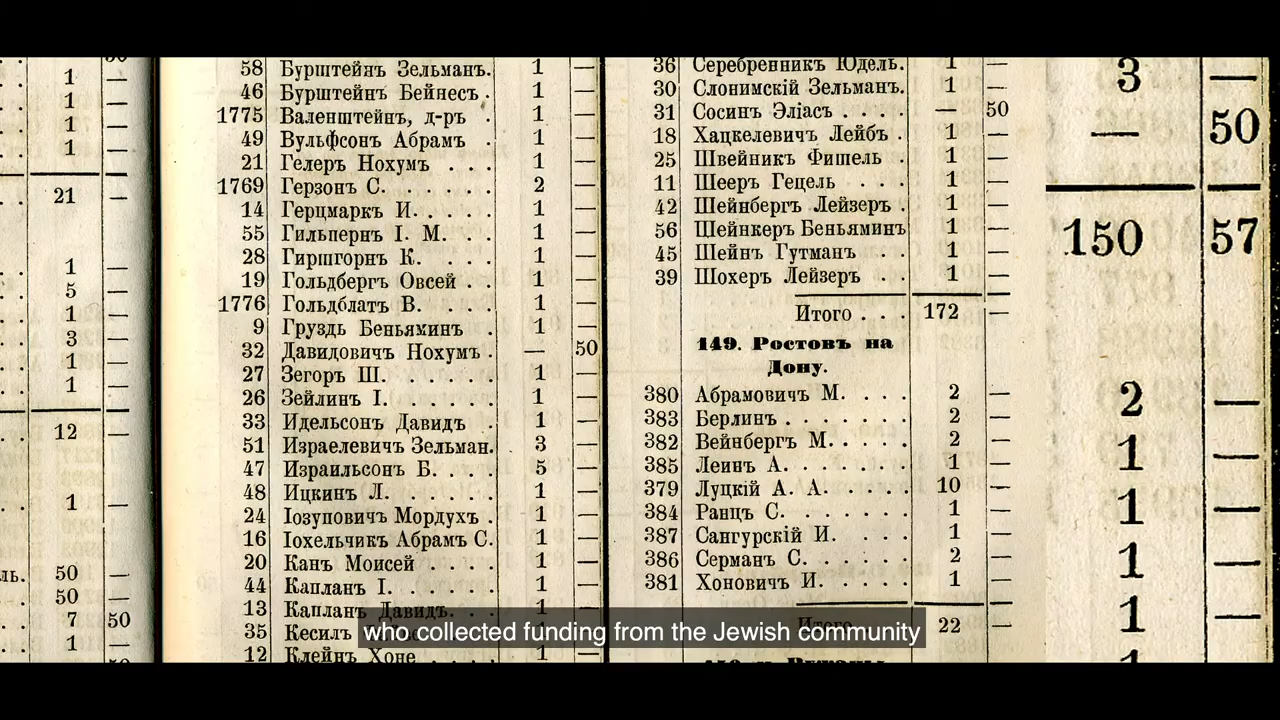 1 —
1 —
1 —
1 —
21 —
1 —
5 —
1 —
3 —
1 —
1 —
12 —
1 —
50 —
50 —
7 50
1 —
58 Бурштейнъ Зельманъ. 1 —
46 Бурштейнъ Бейнесъ . 1 —
1775 Валенштейнъ, д-ръ . 1 —
49 Вульфсонъ Абрамъ . 1 —
21 Гелеръ Нохумъ . . . 1 —
1769 Герзонъ С. . . . . . 2 —
14 Герцмаркъ И. . . . . 1 —
55 Гильпернъ I. М. . . . 1 —
28 Гиршгорнъ К. . . . . 1 —
19 Гольдбергъ Овсей . . 1 —
1776 Гольдблатъ В. . . . . 1 —
9 Груздь Беньяминъ . . 1 —
32 Давидовичъ Нохумъ . — 50
27 Зегоръ Ш. . . . . . 1 —
26 Зейлинъ I. . . . . . 1 —
33 Идельсонъ Давидъ . . 1 —
51 Израелевичъ Зельман. 3 —
47 Израильсонъ Б. . . . 5 —
48 Ицкинъ Л. . . . . . 1 —
24 Iозуповичъ Мордухъ . 1 —
16 Iохельчикъ Абрамъ С. 1 —
20 Канъ Моисей . . . . 1 —
44 Капланъ I. . . . . . 1 —
13 Капланъ Давидъ. . . 1 —
35 Кесиль
12 Клейнъ Хоне . . . . 1 —
36 Серебренникъ Юдель. 1 —
30 Слонимскій Зельманъ. 1 —
31 Сосинъ Эліасъ . . . . — 50
18 Хацкелевичъ Лейбъ . 1 —
25 Швейникъ Фишель . 1 —
11 Шееръ Гецель . . . 1 —
42 Шейнбергъ Лейзеръ . 1 —
56 Шейнкеръ Беньяминъ 1 —
45 Шейнъ Гутманъ . . . 1 —
39 Шохеръ Лейзеръ . . 1 —
Итого . . . 172 —
149. Ростовъ на
Дону.
380 Абрамовичъ М. . . . 2 —
383 Берлинъ . . . . . . 2 —
382 Вейнбергъ М. . . . . 2 —
385 Леинъ А. . . . . . . 1 —
379 Луцкій А. А. . . . . 10 —
384 Ранцъ С. . . . . . . 1 —
387 Сангурскій И. . . . . 1 —
386 Серманъ С. . . . . . 2 —
381 Хоновичъ И. . . . . 1 —
Итого 22 —
3 —
— 50
150 57
2 —
1 —
1 —
1 —
1 —
1
who collected funding from the Jewish community